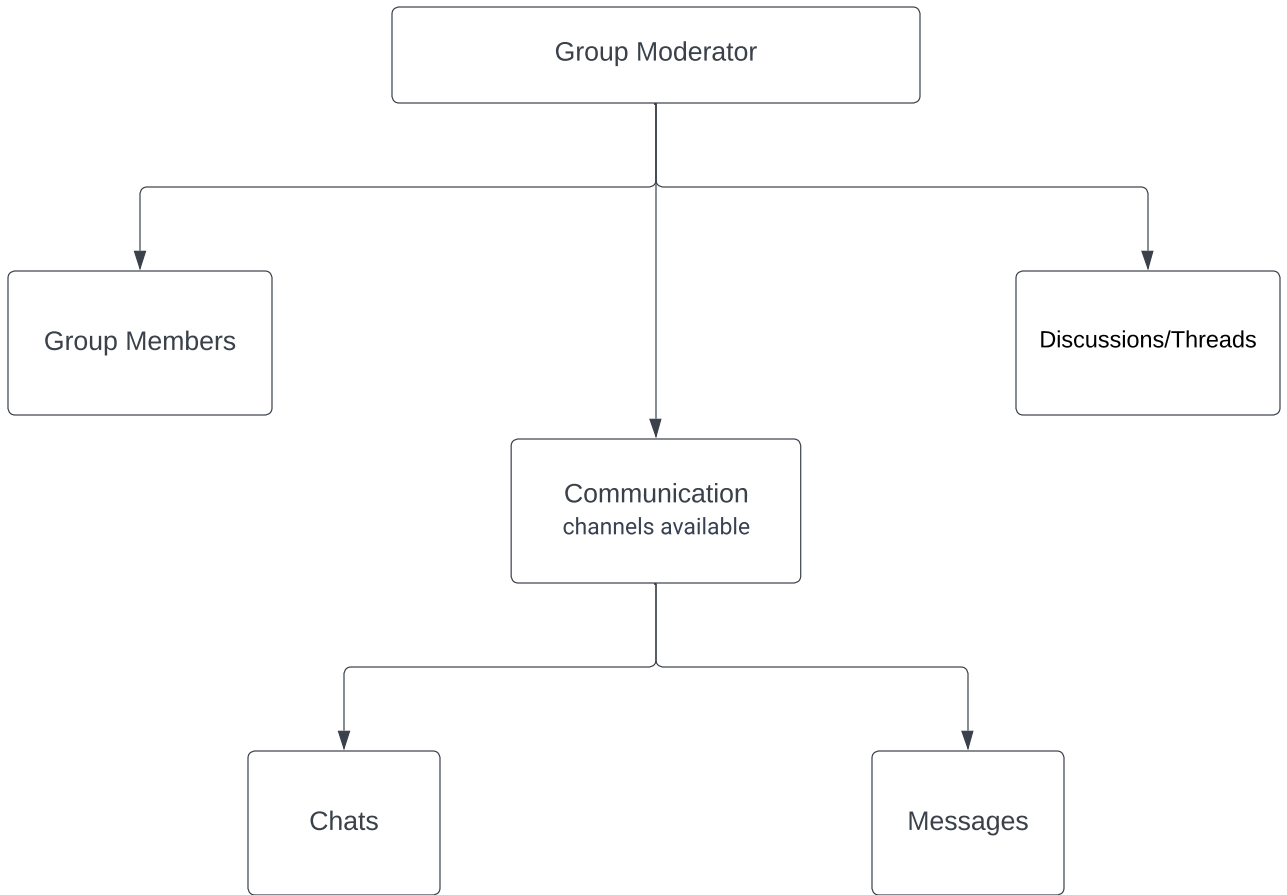 Group Moderator
Group Members
Discussions/Threads
Communication
channels available
Chats
Messages